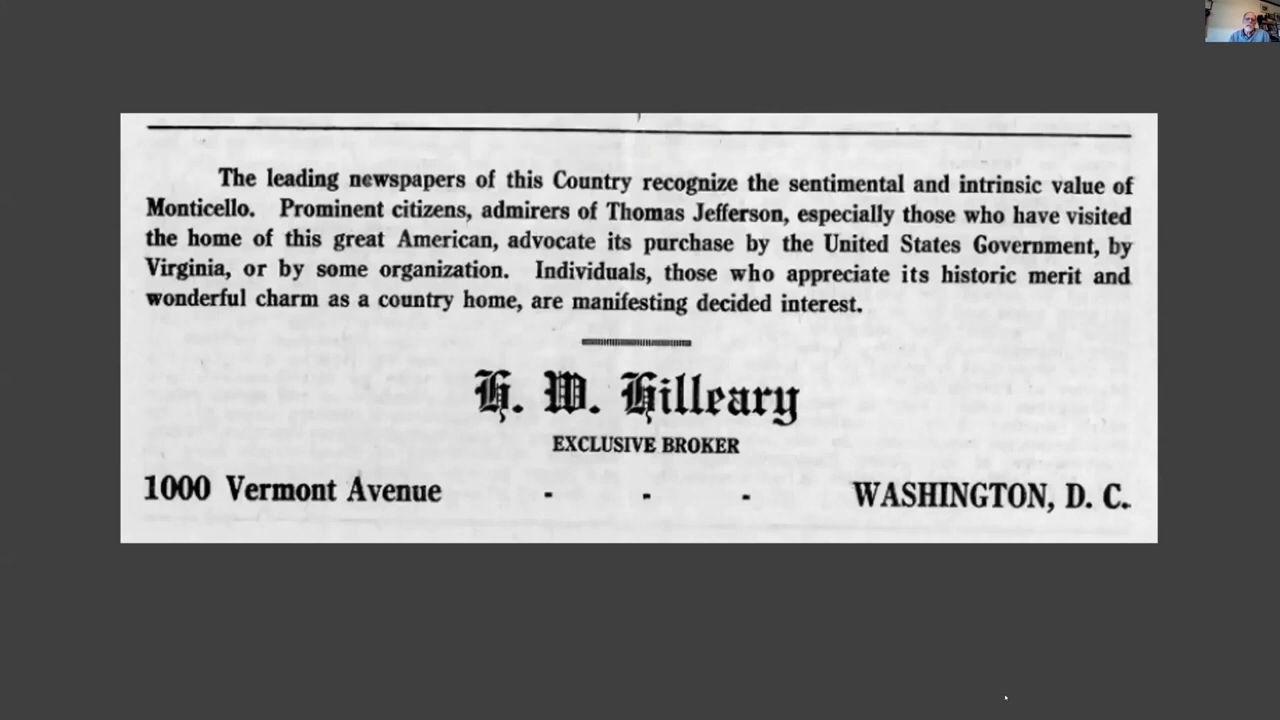 The leading newspapers of this Country recognize the sentimental and intrinsic value of
Monticello. Prominent citizens, admirers of Thomas Jefferson, especially those who have visited
the home of this great American, advocate its purchase by the United States Government, by
Virginia, or by some organization. Individuals, those who appreciate its historic merit and
wonderful charm as a country home, are manifesting decided interest.
H. W. Hilleary
EXCLUSIVE BROKER
1000 Vermont Avenue - - - WASHINGTON, D. C.